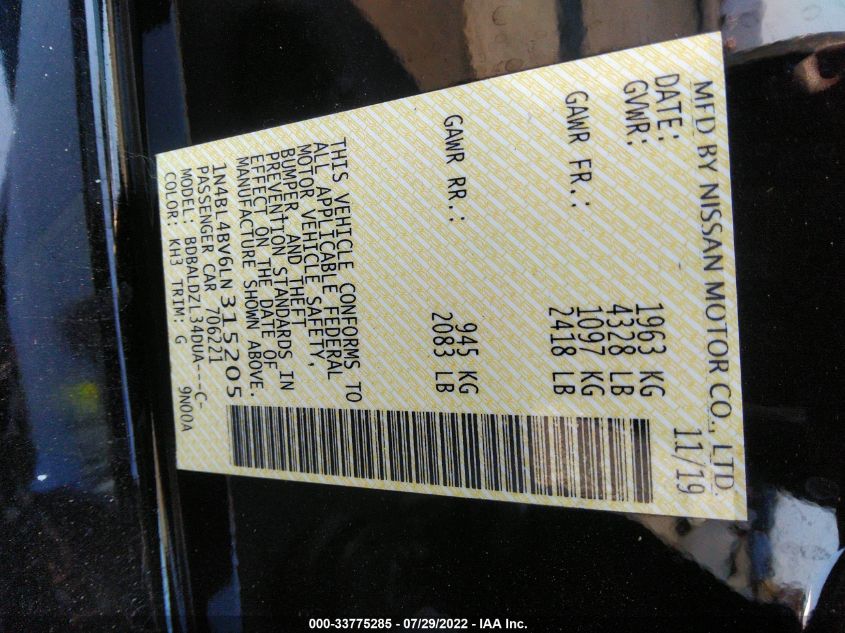 MFD BY NISSAN MOTOR CO., LTD.
DATE: 11/19
GVWR: 1963 KG
4328 LB
GAWR FR.: 1097 KG
2418 LB
GAWR RR.: 945 KG
2083 LB
THIS VEHICLE CONFORMS TO
ALL APPLICABLE FEDERAL
MOTOR VEHICLE SAFETY,
BUMPER, AND THEFT
PREVENTION STANDARDS IN
EFFECT ON THE DATE OF
MANUFACTURE SHOWN ABOVE.
1N4BL4BV6LN315205
PASSENGER CAR 706221
MODEL: BDBALDZL34DUA---C-
COLOR: KH3 TRIM: G 9N00A
000-33775285 - 07/29/2022 - IAA Inc.